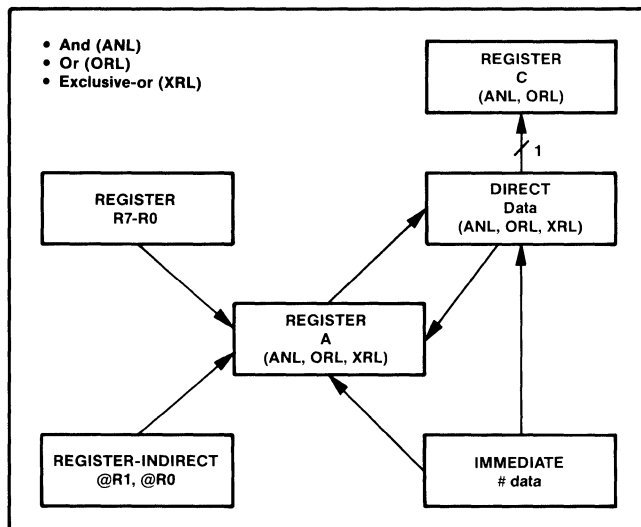 • And (ANL)
• Or (ORL)
• Exclusive-or (XRL)
REGISTER
C
(ANL, ORL)
1
REGISTER
R7-R0
DIRECT
Data
(ANL, ORL, XRL)
REGISTER
A
(ANL, ORL, XRL)
REGISTER-INDIRECT
@R1, @R0
IMMEDIATE
# data